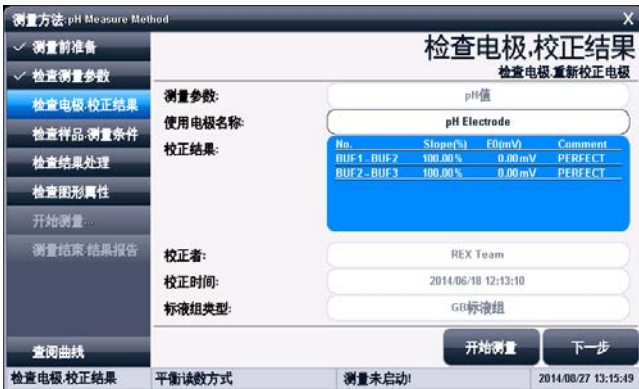 测量方法:pH Measure Method X
✓ 测量前准备
✓ 检查测量参数
检查电极.校正结果
检查样品.测量条件
检查结果处理
检查图形属性
开始测量...
测量结束.结果报告
查阅曲线
检查电极,校正结果
检查电极.重新校正电极
测量参数: pH值
使用电极名称: pH Electrode
校正结果:
No. Slope(%) E0(mV) Comment
BUF1-BUF2 100.00% 0.00mV PERFECT
BUF2-BUF3 100.00% 0.00mV PERFECT
校正者: REX Team
校正时间: 2014/06/18 12:13:10
标液组类型: GB标液组
开始测量 下一步
检查电极.校正结果 平衡读数方式 测量未启动! 2014/08/27 13:15:49